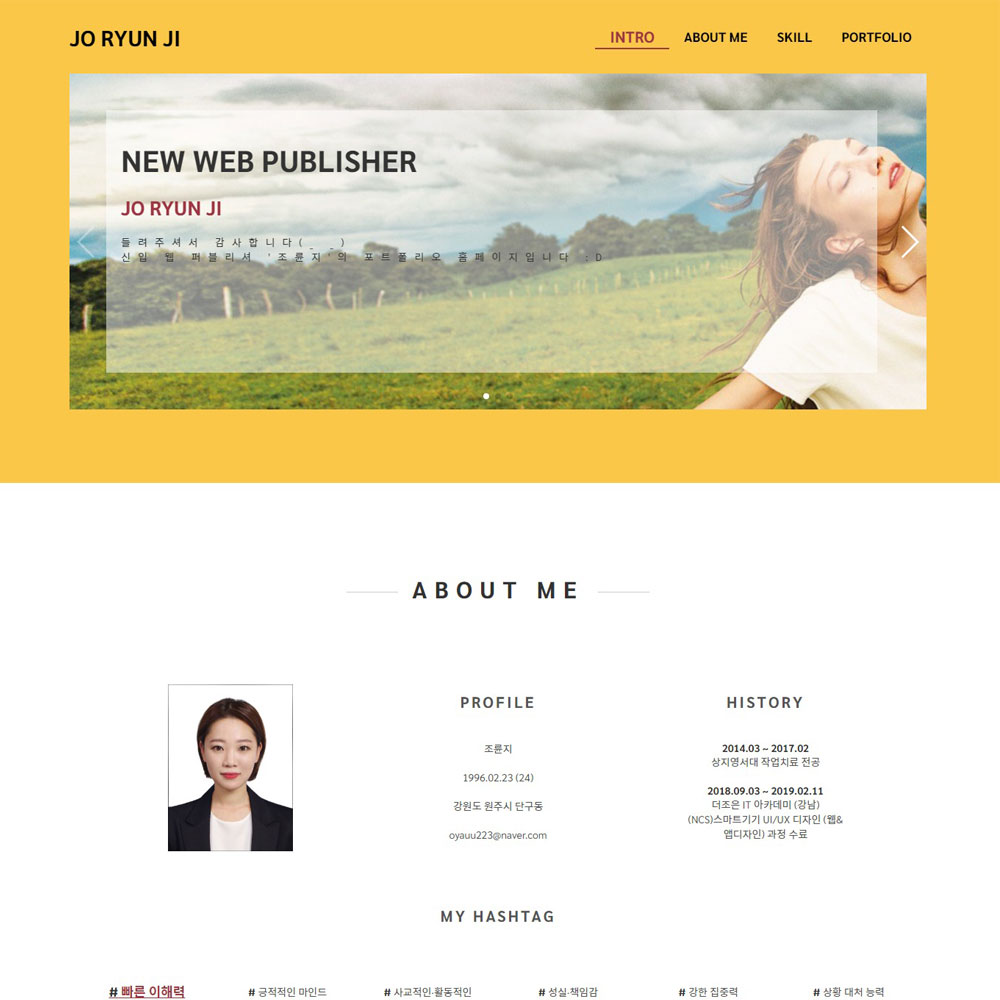 JO RYUN JI
INTRO ABOUT ME SKILL PORTFOLIO
NEW WEB PUBLISHER
JO RYUN JI
들려주셔서 감사합니다(_ _)
신입 웹 퍼블리셔 '조륜지'의 포트폴리오 홈페이지입니다 :D
ABOUT ME
PROFILE
조륜지
1996.02.23 (24)
강원도 원주시 단구동
oyauu223@naver.com
HISTORY
2014.03 ~ 2017.02
상지영서대 작업치료 전공
2018.09.03 ~ 2019.02.11
더조은 IT 아카데미 (강남)
(NCS)스마트기기 UI/UX 디자인 (웹&
앱디자인) 과정 수료
MY HASHTAG
# 빠른 이해력 # 긍적적인 마인드 # 사교적인·활동적인 # 성실·책임감 # 강한 집중력 # 상황 대처 능력